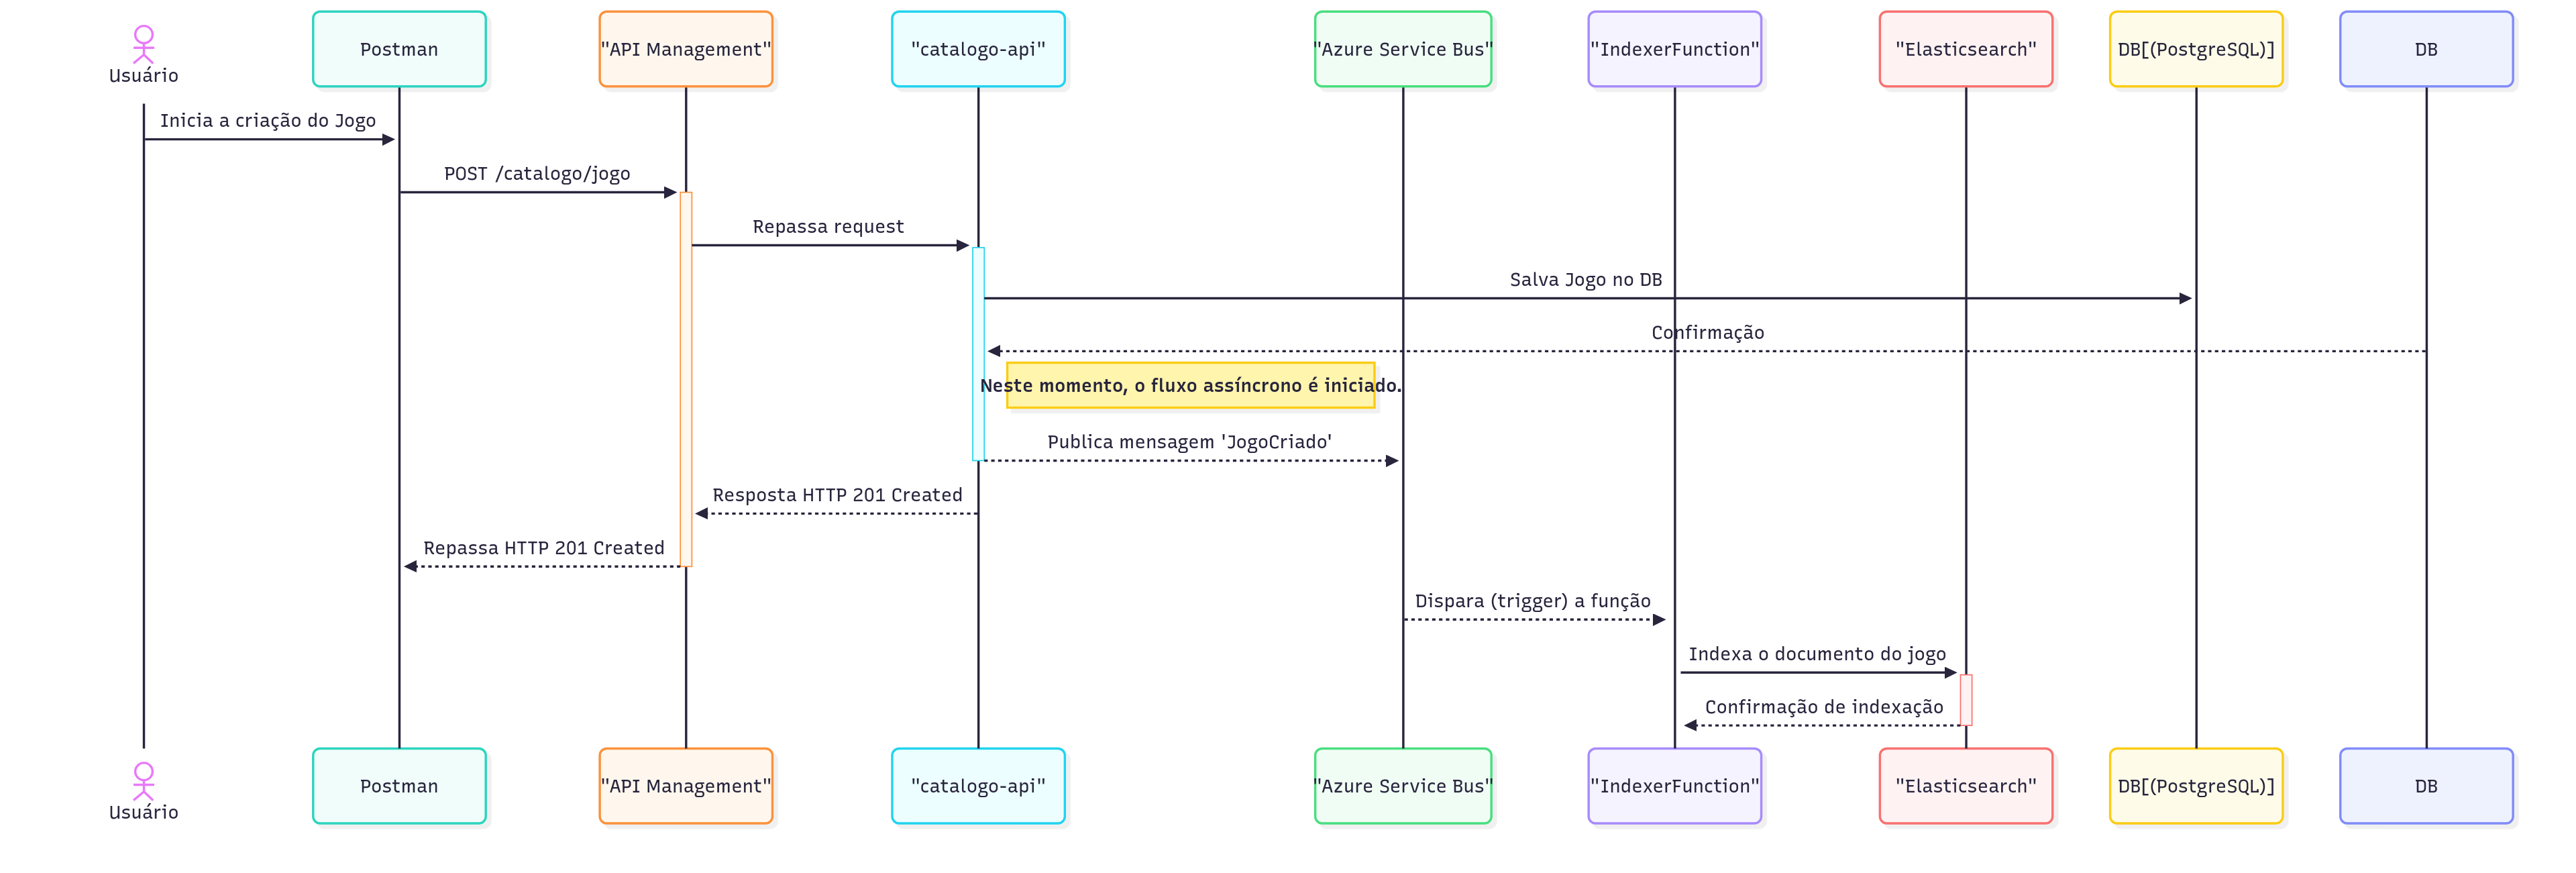 Usuário
Postman
"API Management"
"catalogo-api"
"Azure Service Bus"
"IndexerFunction"
"Elasticsearch"
DB[(PostgreSQL)]
DB
Inicia a criação do Jogo
POST /catalogo/jogo
Repassa request
Salva Jogo no DB
Confirmação
Neste momento, o fluxo assíncrono é iniciado.
Publica mensagem 'JogoCriado'
Resposta HTTP 201 Created
Repassa HTTP 201 Created
Dispara (trigger) a função
Indexa o documento do jogo
Confirmação de indexação
Usuário
Postman
"API Management"
"catalogo-api"
"Azure Service Bus"
"IndexerFunction"
"Elasticsearch"
DB[(PostgreSQL)]
DB